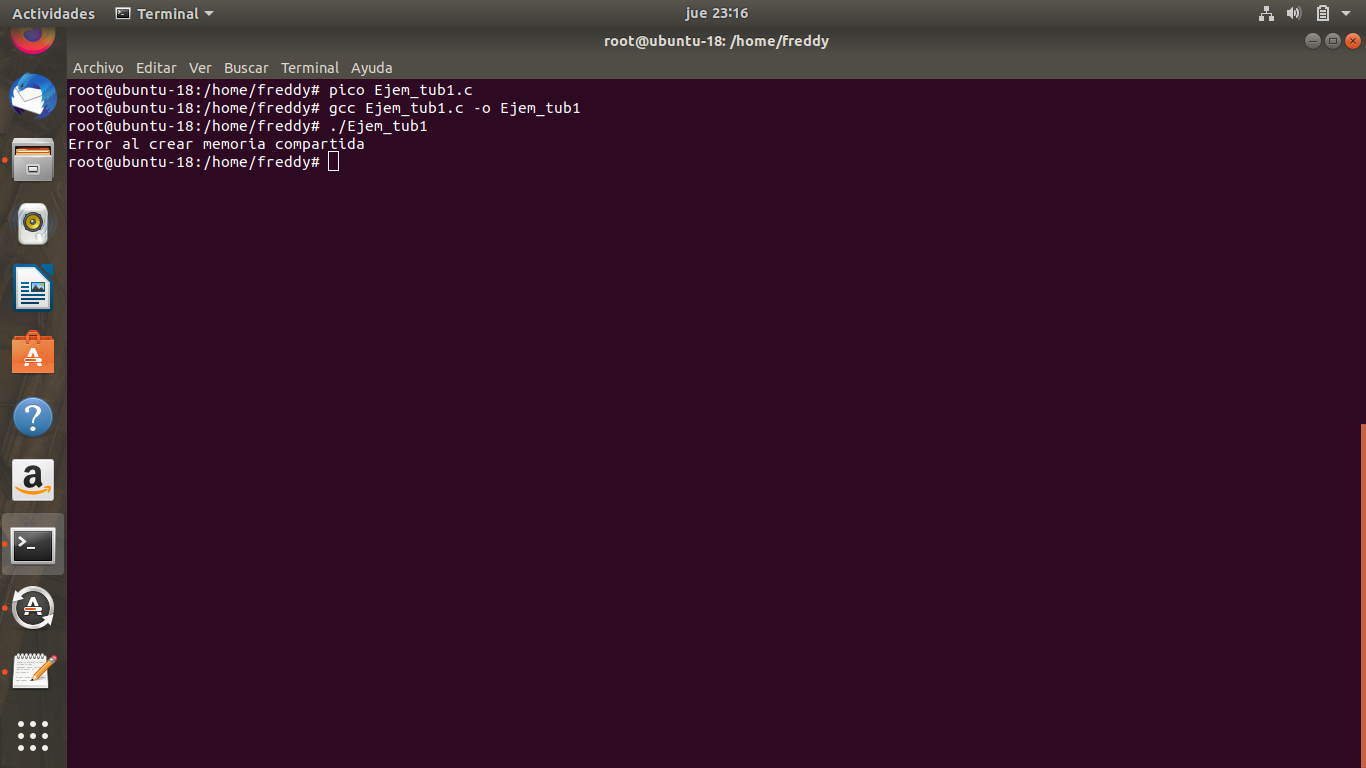 Actividades Terminal jue 23:16
root@ubuntu-18: /home/freddy
Archivo Editar Ver Buscar Terminal Ayuda
root@ubuntu-18:/home/freddy# pico Ejem_tub1.c
root@ubuntu-18:/home/freddy# gcc Ejem_tub1.c -o Ejem_tub1
root@ubuntu-18:/home/freddy# ./Ejem_tub1
Error al crear memoria compartida
root@ubuntu-18:/home/freddy#